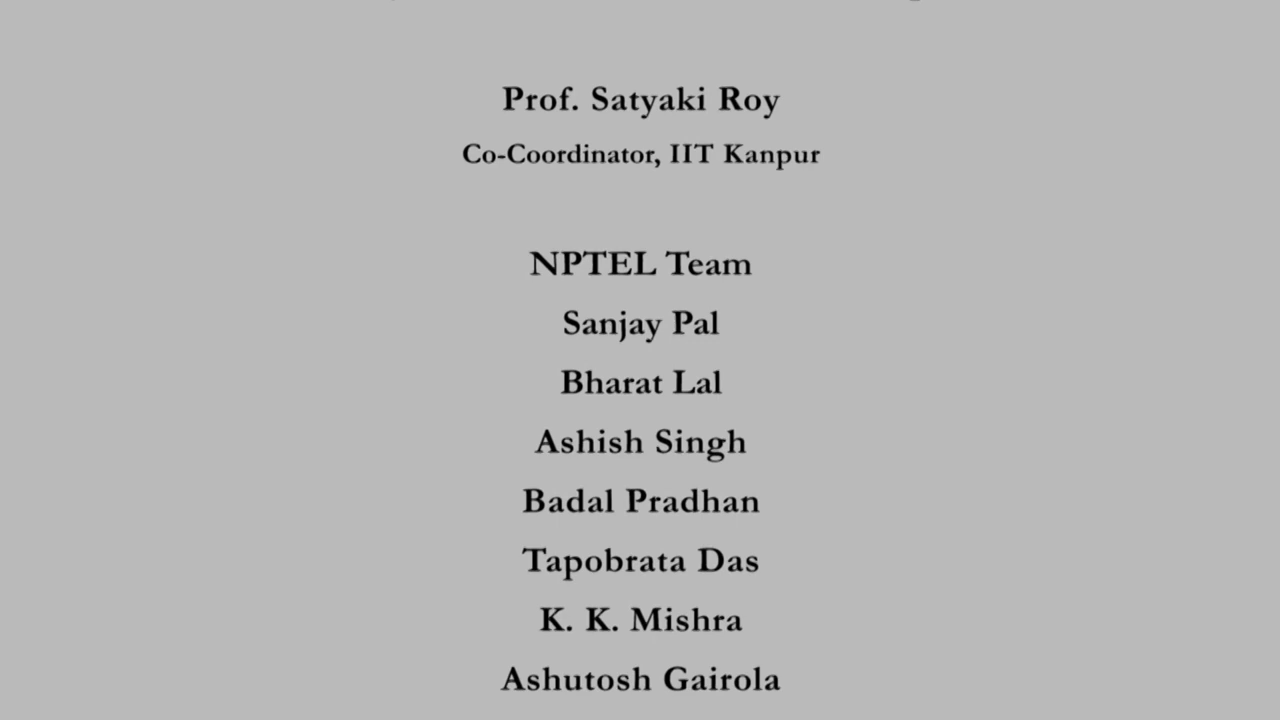 Prof. Satyaki Roy
Co-Coordinator, IIT Kanpur
NPTEL Team
Sanjay Pal
Bharat Lal
Ashish Singh
Badal Pradhan
Tapobrata Das
K. K. Mishra
Ashutosh Gairola